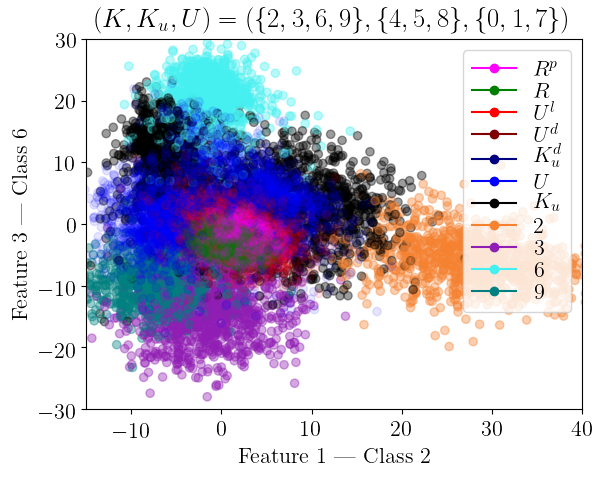 (K, K_u, U) = ({2, 3, 6, 9}, {4, 5, 8}, {0, 1, 7})
30
20
10
0
−10
−20
−30
Feature 3 — Class 6
R^p
R
U^l
U^d
K_u^d
U
K_u
2
3
6
9
−10
0
10
20
30
40
Feature 1 — Class 2